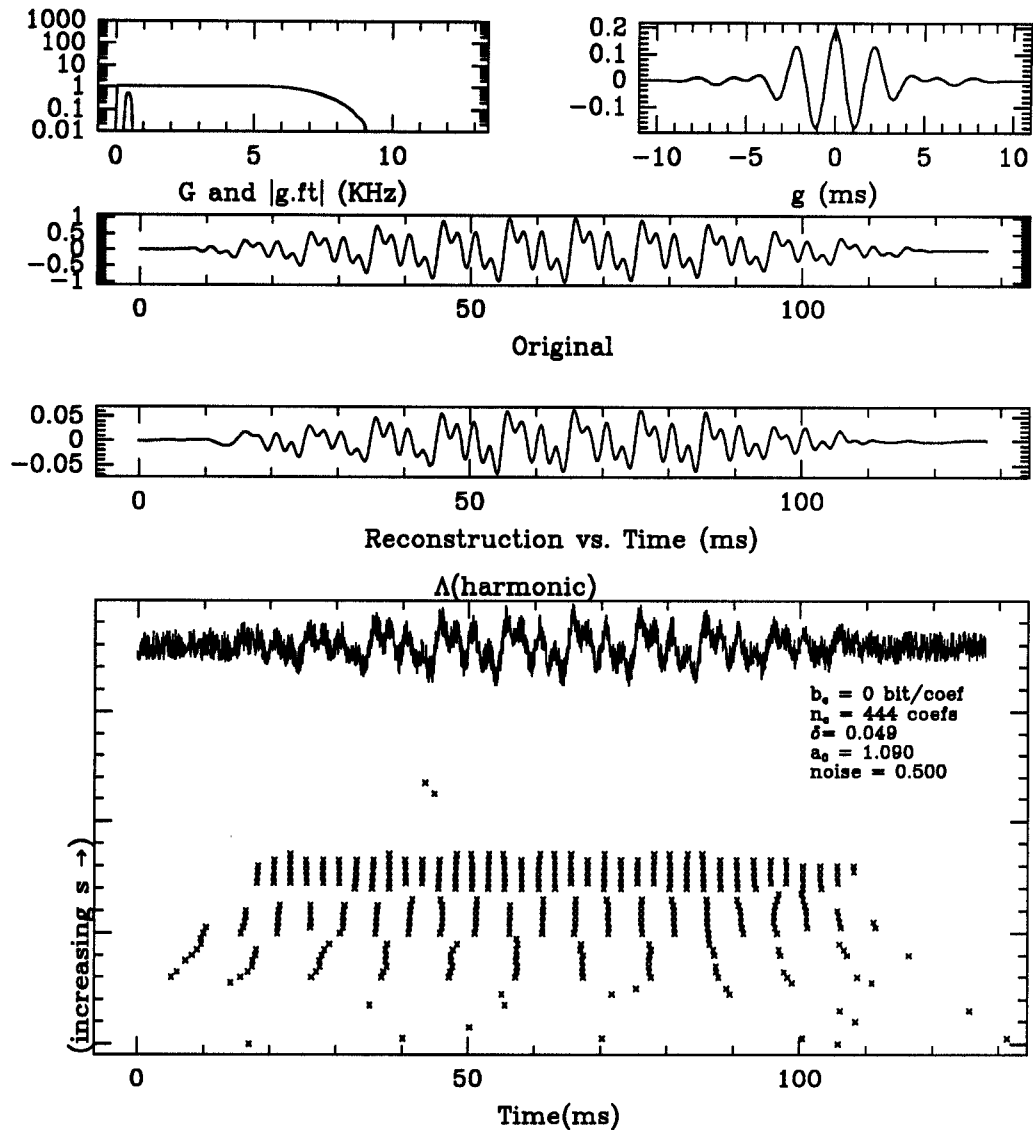 1000
100
10
1
0.1
0.01
0 5 10
G and |g.ft| (KHz)
0.2
0.1
0
−0.1
−10 −5 0 5 10
g (ms)
1
0.5
0
−0.5
−1
0 50 100
Original
0.05
0
−0.05
0 50 100
Reconstruction vs. Time (ms)
Λ(harmonic)
b_c = 0 bit/coef
n_c = 444 coefs
δ= 0.049
a_0 = 1.090
noise = 0.500
(increasing s →)
0 50 100
Time(ms)